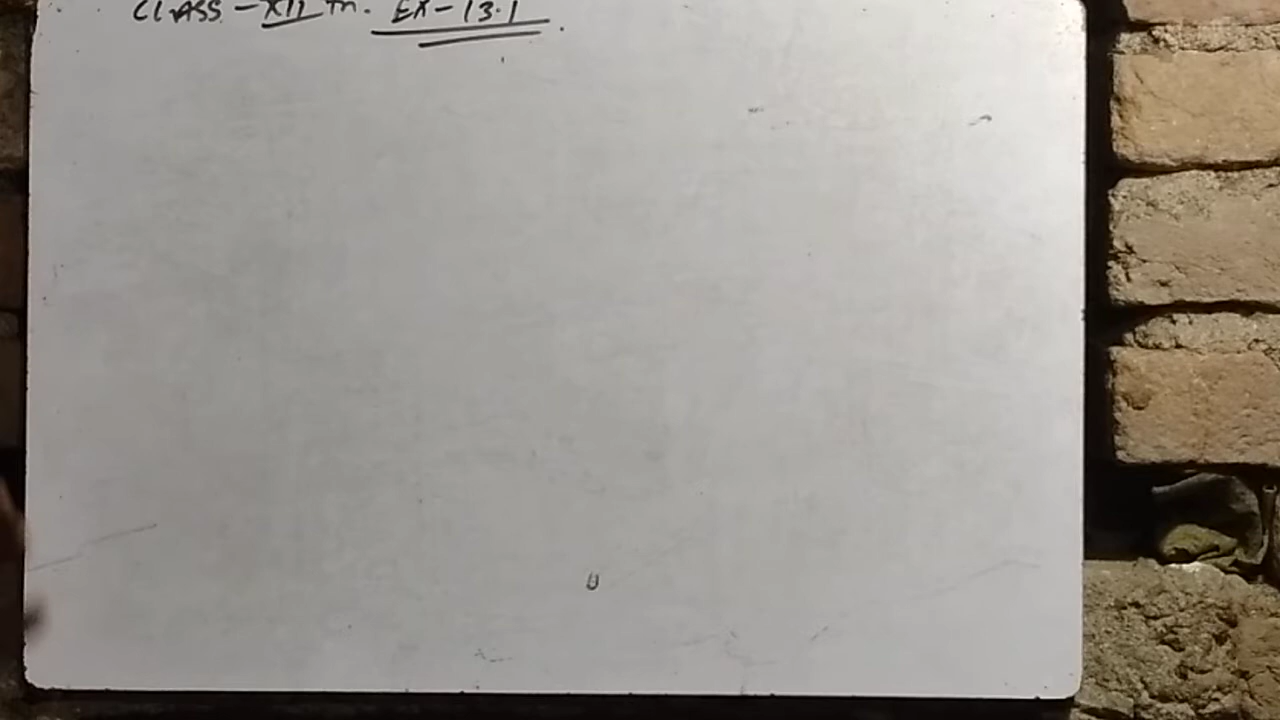 CLASS - XII th. EX - 13.1